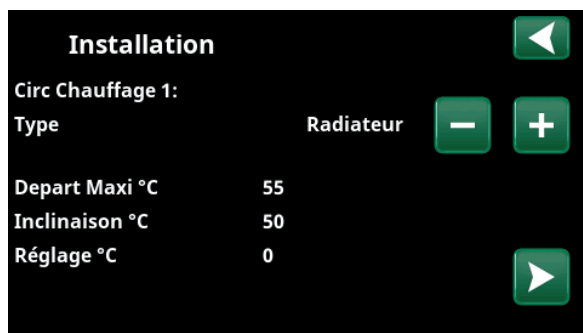 Installation
Circ Chauffage 1:
Type Radiateur
Depart Maxi °C 55
Inclinaison °C 50
Réglage °C 0